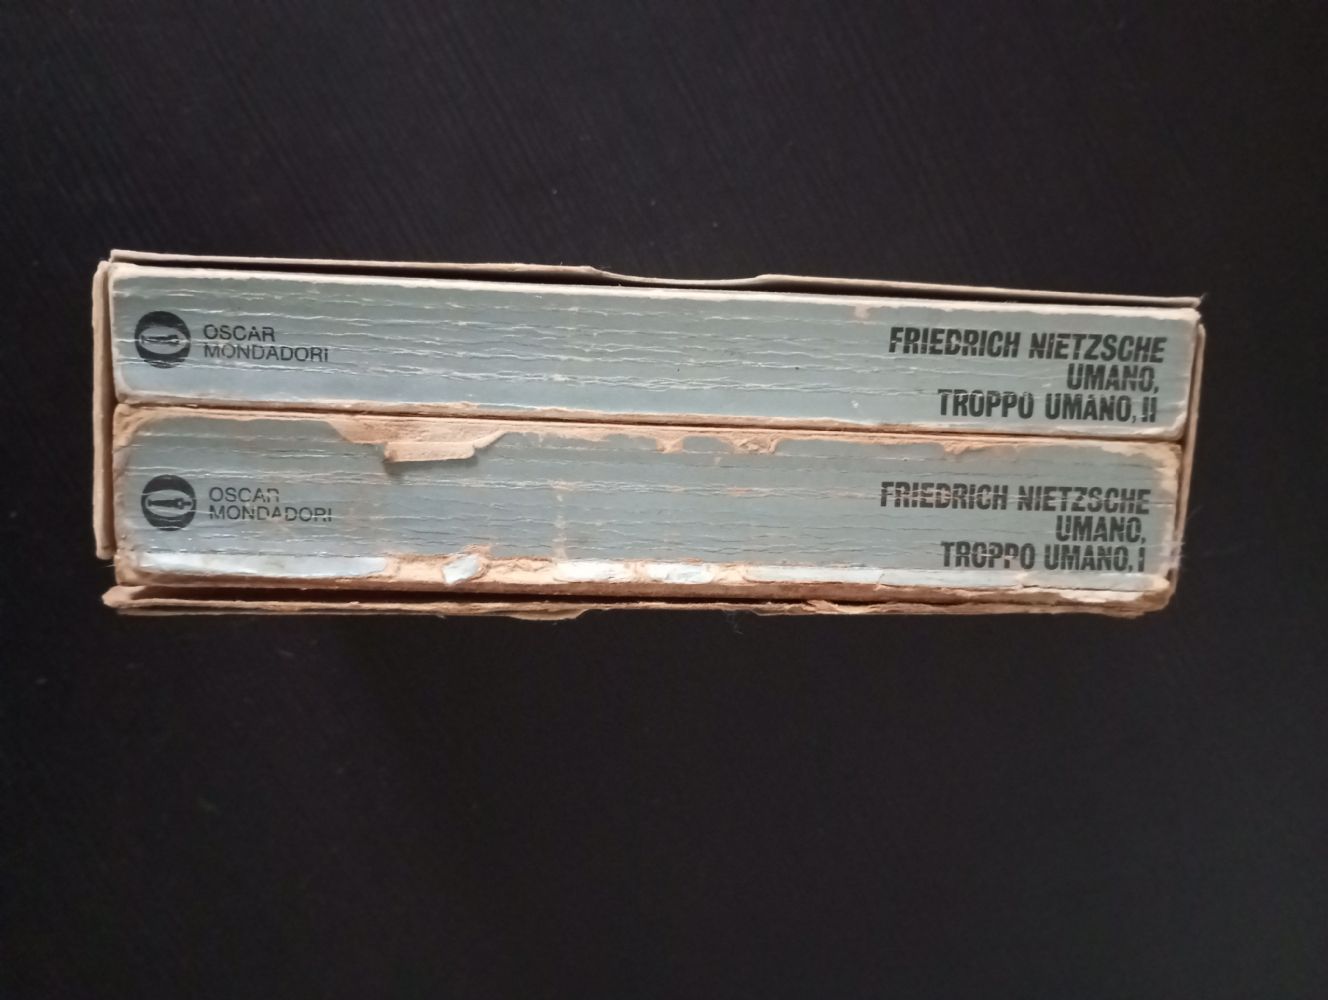 OSCAR
MONDADORI
FRIEDRICH NIETZSCHE
UMANO,
TROPPO UMANO, II
OSCAR
MONDADORI
FRIEDRICH NIETZSCHE
UMANO,
TROPPO UMANO, I